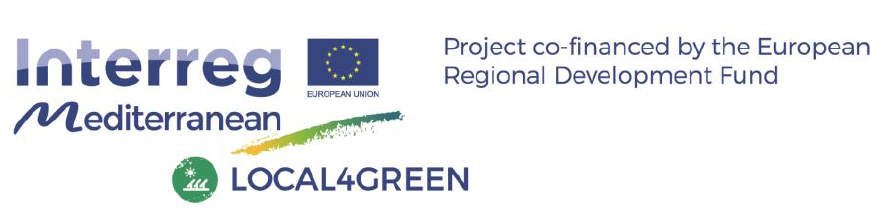 Interreg
EUROPEAN UNION
Mediterranean
LOCAL4GREEN
Project co-financed by the European
Regional Development Fund